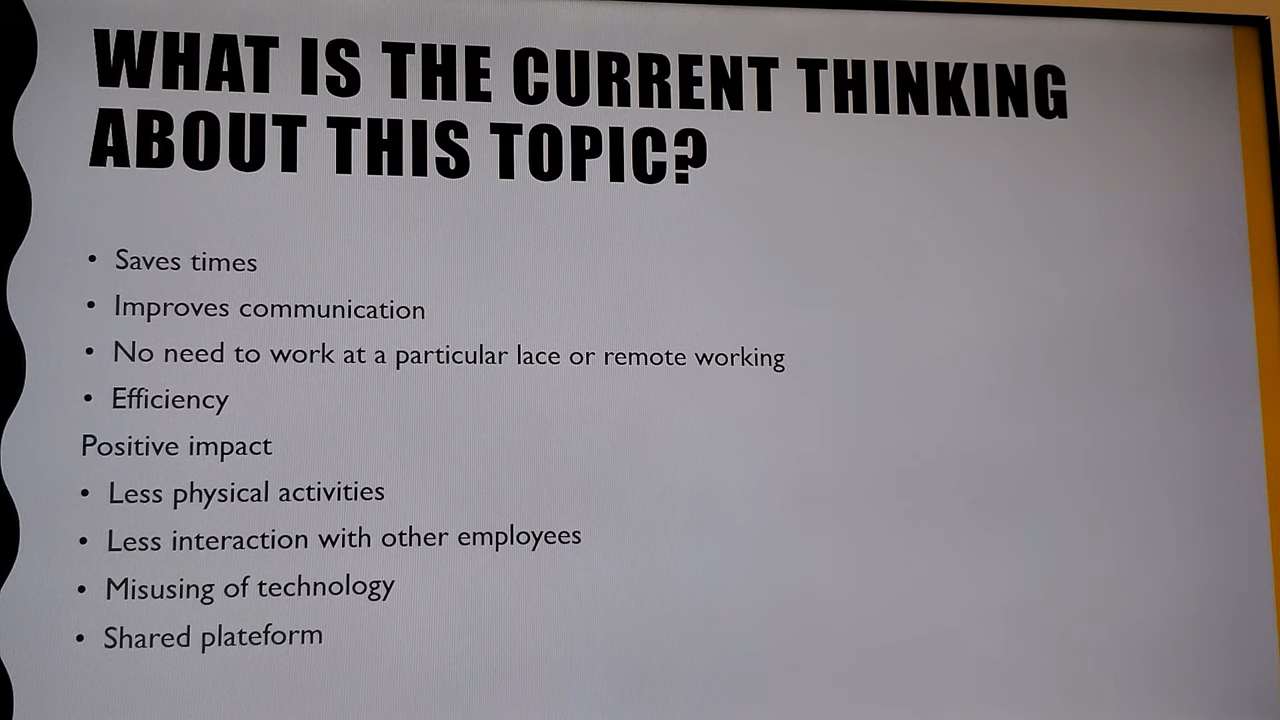 WHAT IS THE CURRENT THINKING
ABOUT THIS TOPIC?
• Saves times
• Improves communication
• No need to work at a particular lace or remote working
• Efficiency
Positive impact
• Less physical activities
• Less interaction with other employees
• Misusing of technology
• Shared plateform